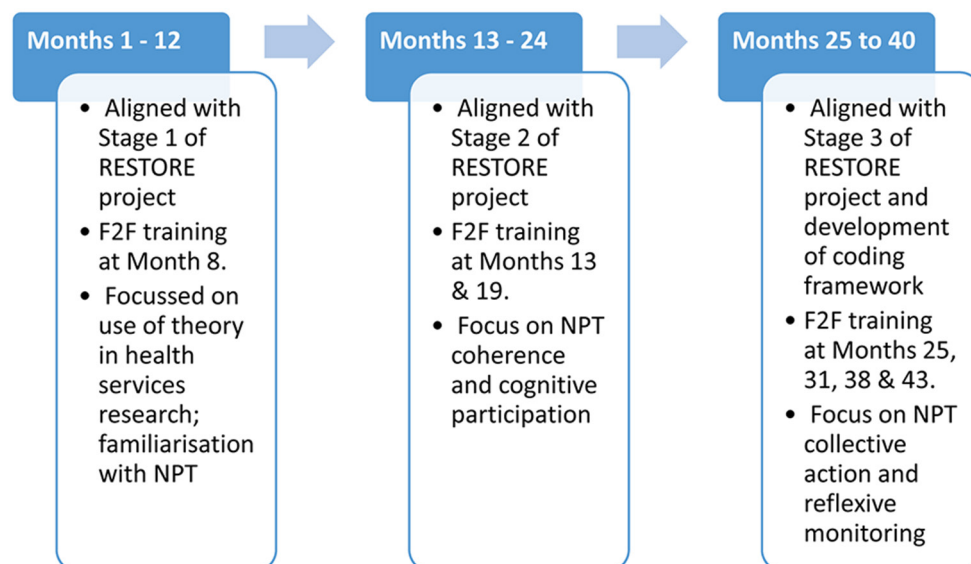 Months 1 - 12
• Aligned with
Stage 1 of
RESTORE
project
• F2F training
at Month 8.
• Focussed on
use of theory
in health
services
research;
familiarisation
with NPT
Months 13 - 24
• Aligned with
Stage 2 of
RESTORE
project
• F2F training
at Months 13
& 19.
• Focus on NPT
coherence
and cognitive
participation
Months 25 to 40
• Aligned with
Stage 3 of
RESTORE
project and
development
of coding
framework
• F2F training
at Months 25,
31, 38 & 43.
• Focus on NPT
collective
action and
reflexive
monitoring